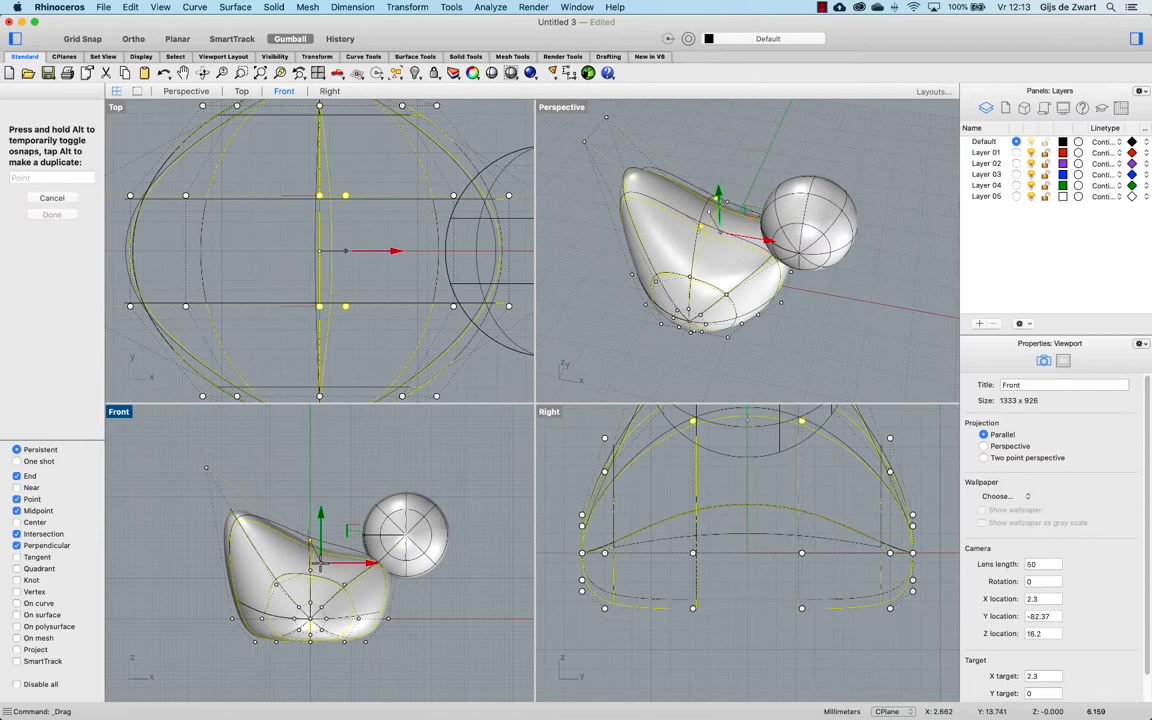 Rhinoceros File Edit View Curve Surface Solid Mesh Dimension Transform Tools Analyze Render Window Help 100% Vr 12:13 Gijs de Zwart
Untitled 3 — Edited
Grid Snap Ortho Planar SmartTrack Gumball History Default
Standard CPlanes Set View Display Select Viewport Layout Visibility Transform Curve Tools Surface Tools Solid Tools Mesh Tools Render Tools Drafting New in V6
Perspective Top Front Right Layouts... Panels: Layers
Press and hold Alt to
temporarily toggle
osnaps, tap Alt to
make a duplicate:
Point
Cancel
Done
Persistent
One shot
End
Near
Point
Midpoint
Center
Intersection
Perpendicular
Tangent
Quadrant
Knot
Vertex
On curve
On surface
On polysurface
On mesh
Project
SmartTrack
Disable all
Top
y
x
Perspective
Zy
x
Front
z
x
Right
z
y
Name Linetype ...
Default Conti...
Layer 01 Conti...
Layer 02 Conti...
Layer 03 Conti...
Layer 04 Conti...
Layer 05 Conti...
Properties: Viewport
Title: Front
Size: 1333 x 926
Projection
Parallel
Perspective
Two point perspective
Wallpaper
Choose...
Show wallpaper
Show wallpaper as gray scale
Camera
Lens length: 50
Rotation: 0
X location: 2.3
Y location: -82.37
Z location: 16.2
Target
X target: 2.3
Y target: 0
Command: _Drag Millimeters CPlane X: 2.662 Y: 13.741 Z: -0.000 6.159